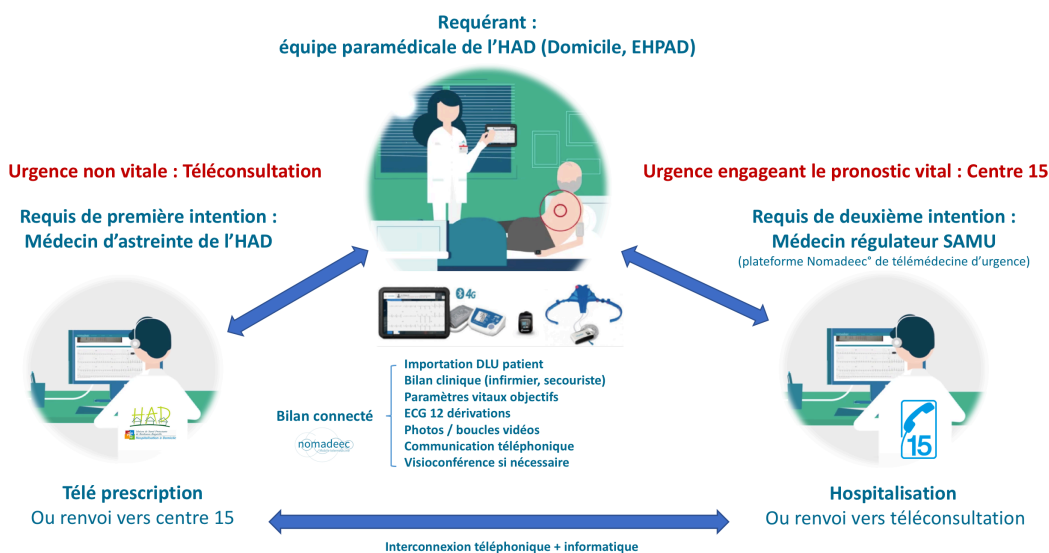 Requérant :
équipe paramédicale de l'HAD (Domicile, EHPAD)
Urgence non vitale : Téléconsultation
Requis de première intention :
Médecin d'astreinte de l'HAD
Urgence engageant le pronostic vital : Centre 15
Requis de deuxième intention :
Médecin régulateur SAMU
(plateforme Nomadeec° de télémédecine d'urgence)
4G
Importation DLU patient
Bilan clinique (infirmier, secouriste)
Paramètres vitaux objectifs
ECG 12 dérivations
Photos / boucles vidéos
Communication téléphonique
Visioconférence si nécessaire
Bilan connecté
nomadeec
HAD
Hospitalisation à Domicile
15
Télé prescription
Ou renvoi vers centre 15
Hospitalisation
Ou renvoi vers téléconsultation
Interconnexion téléphonique + informatique